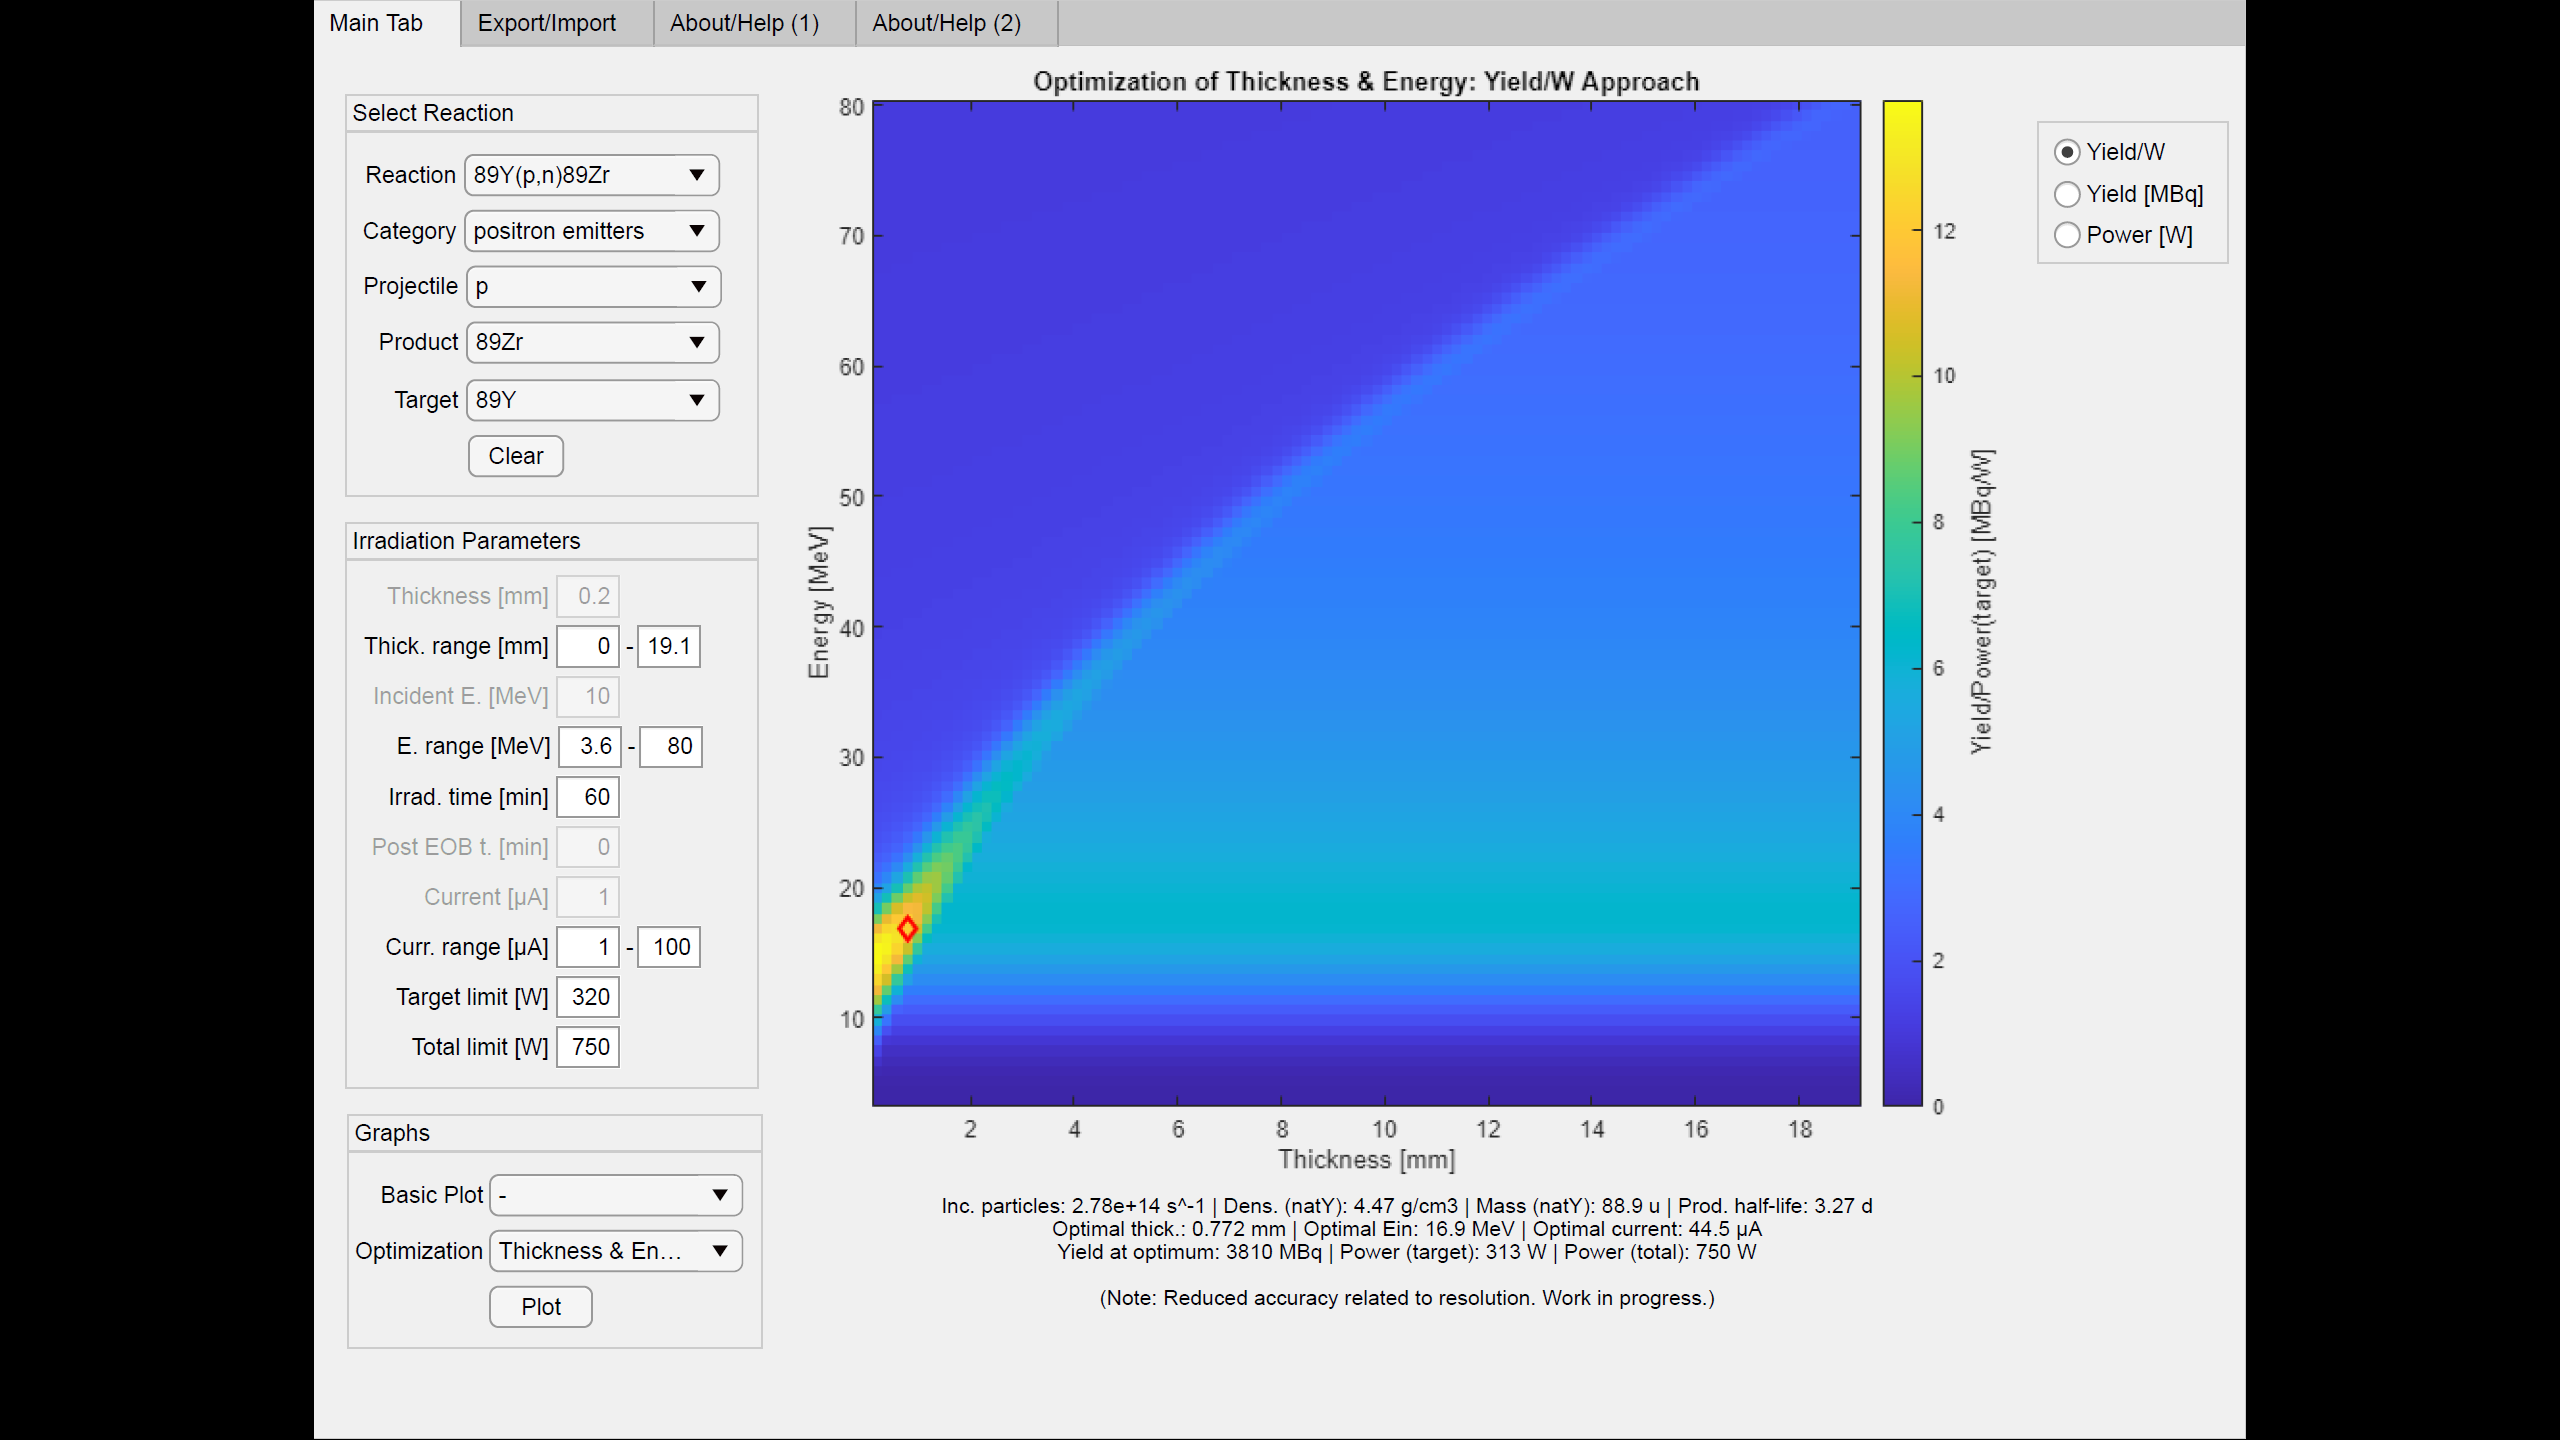 Main Tab
Export/Import
About/Help (1)
About/Help (2)
Select Reaction
Reaction 89Y(p,n)89Zr
Category positron emitters
Projectile p
Product 89Zr
Target 89Y
Clear
Irradiation Parameters
Thickness [mm] 0.2
Thick. range [mm] 0 - 19.1
Incident E. [MeV] 10
E. range [MeV] 3.6 - 80
Irrad. time [min] 60
Post EOB t. [min] 0
Current [µA] 1
Curr. range [µA] 1 - 100
Target limit [W] 320
Total limit [W] 750
Graphs
Basic Plot -
Optimization Thickness & En...
Plot
Optimization of Thickness & Energy: Yield/W Approach
80
70
60
50
40
30
20
10
Energy [MeV]
2 4 6 8 10 12 14 16 18
Thickness [mm]
12
10
8
6
4
2
0
Yield/Power(target) [MBq/W]
Yield/W
Yield [MBq]
Power [W]
Inc. particles: 2.78e+14 s^-1 | Dens. (natY): 4.47 g/cm3 | Mass (natY): 88.9 u | Prod. half-life: 3.27 d
Optimal thick.: 0.772 mm | Optimal Ein: 16.9 MeV | Optimal current: 44.5 µA
Yield at optimum: 3810 MBq | Power (target): 313 W | Power (total): 750 W
(Note: Reduced accuracy related to resolution. Work in progress.)